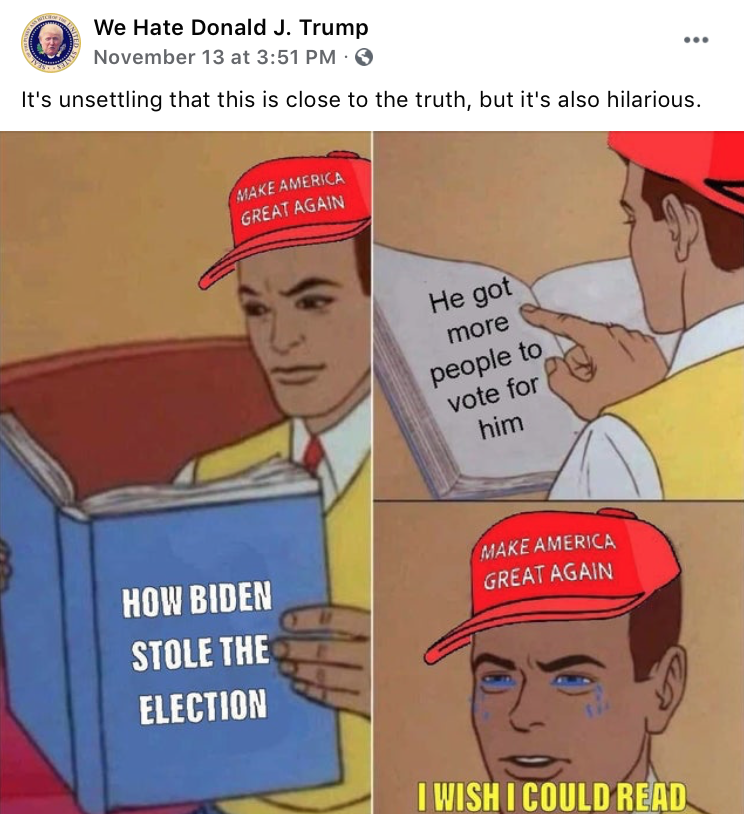 We Hate Donald J. Trump
November 13 at 3:51 PM ·
It's unsettling that this is close to the truth, but it's also hilarious.
MAKE AMERICA
GREAT AGAIN
HOW BIDEN
STOLE THE
ELECTION
He got
more
people to
vote for
him
MAKE AMERICA
GREAT AGAIN
I WISH I COULD READ